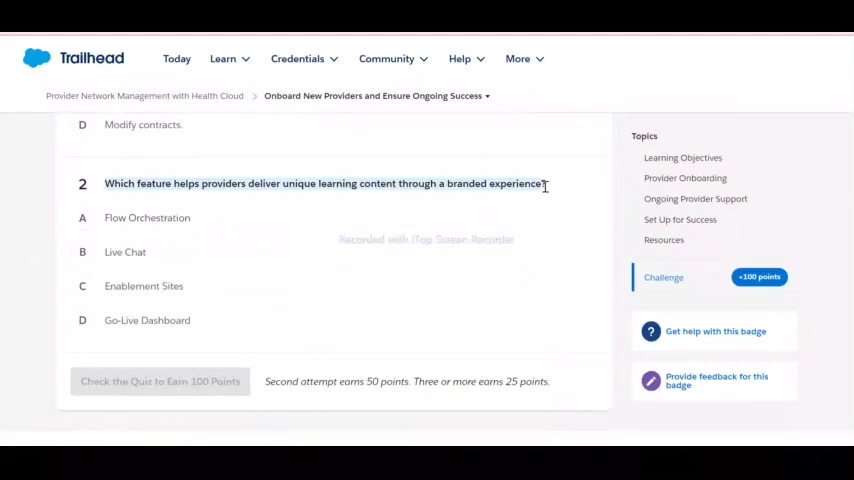 Trailhead
Today Learn Credentials Community Help More
Provider Network Management with Health Cloud > Onboard New Providers and Ensure Ongoing Success
D Modify contracts.
2 Which feature helps providers deliver unique learning content through a branded experience?
A Flow Orchestration
B Live Chat
C Enablement Sites
D Go-Live Dashboard
Check the Quiz to Earn 100 Points Second attempt earns 50 points. Three or more earns 25 points.
Recorded with iTop Screen Recorder
Topics
Learning Objectives
Provider Onboarding
Ongoing Provider Support
Set Up for Success
Resources
Challenge +100 points
? Get help with this badge
Provide feedback for this
badge